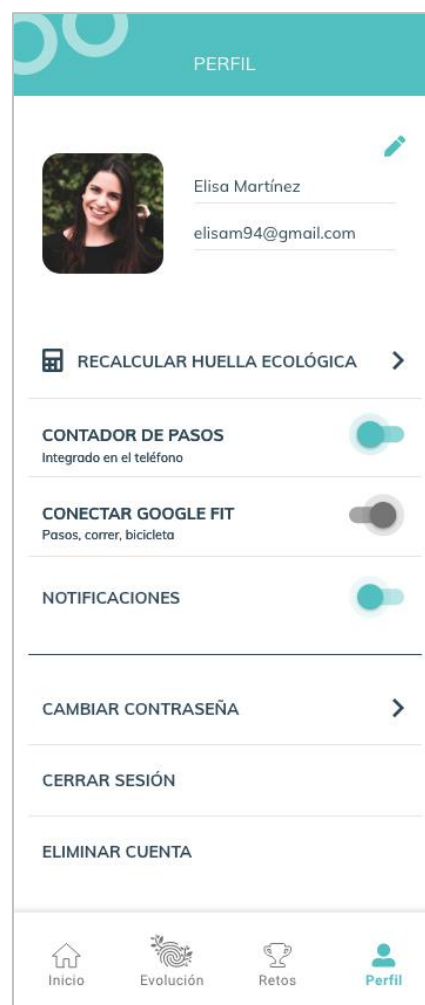 PERFIL
Elisa Martínez
elisam94@gmail.com
RECALCULAR HUELLA ECOLÓGICA
CONTADOR DE PASOS
Integrado en el teléfono
CONECTAR GOOGLE FIT
Pasos, correr, bicicleta
NOTIFICACIONES
CAMBIAR CONTRASEÑA
CERRAR SESIÓN
ELIMINAR CUENTA
Inicio Evolución Retos Perfil